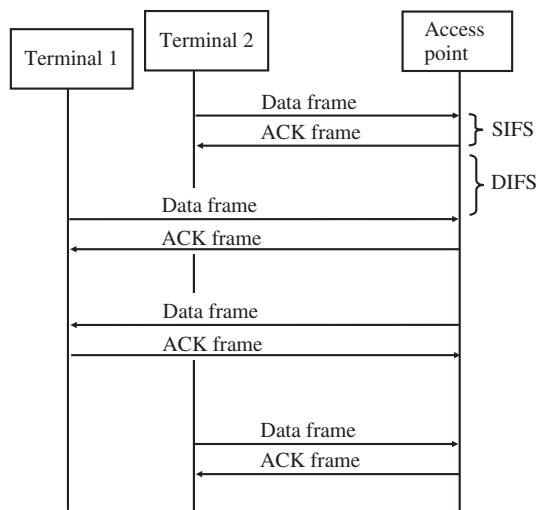 Terminal 1
Terminal 2
Access
point
Data frame
SIFS
ACK frame
DIFS
Data frame
ACK frame
Data frame
ACK frame
Data frame
ACK frame